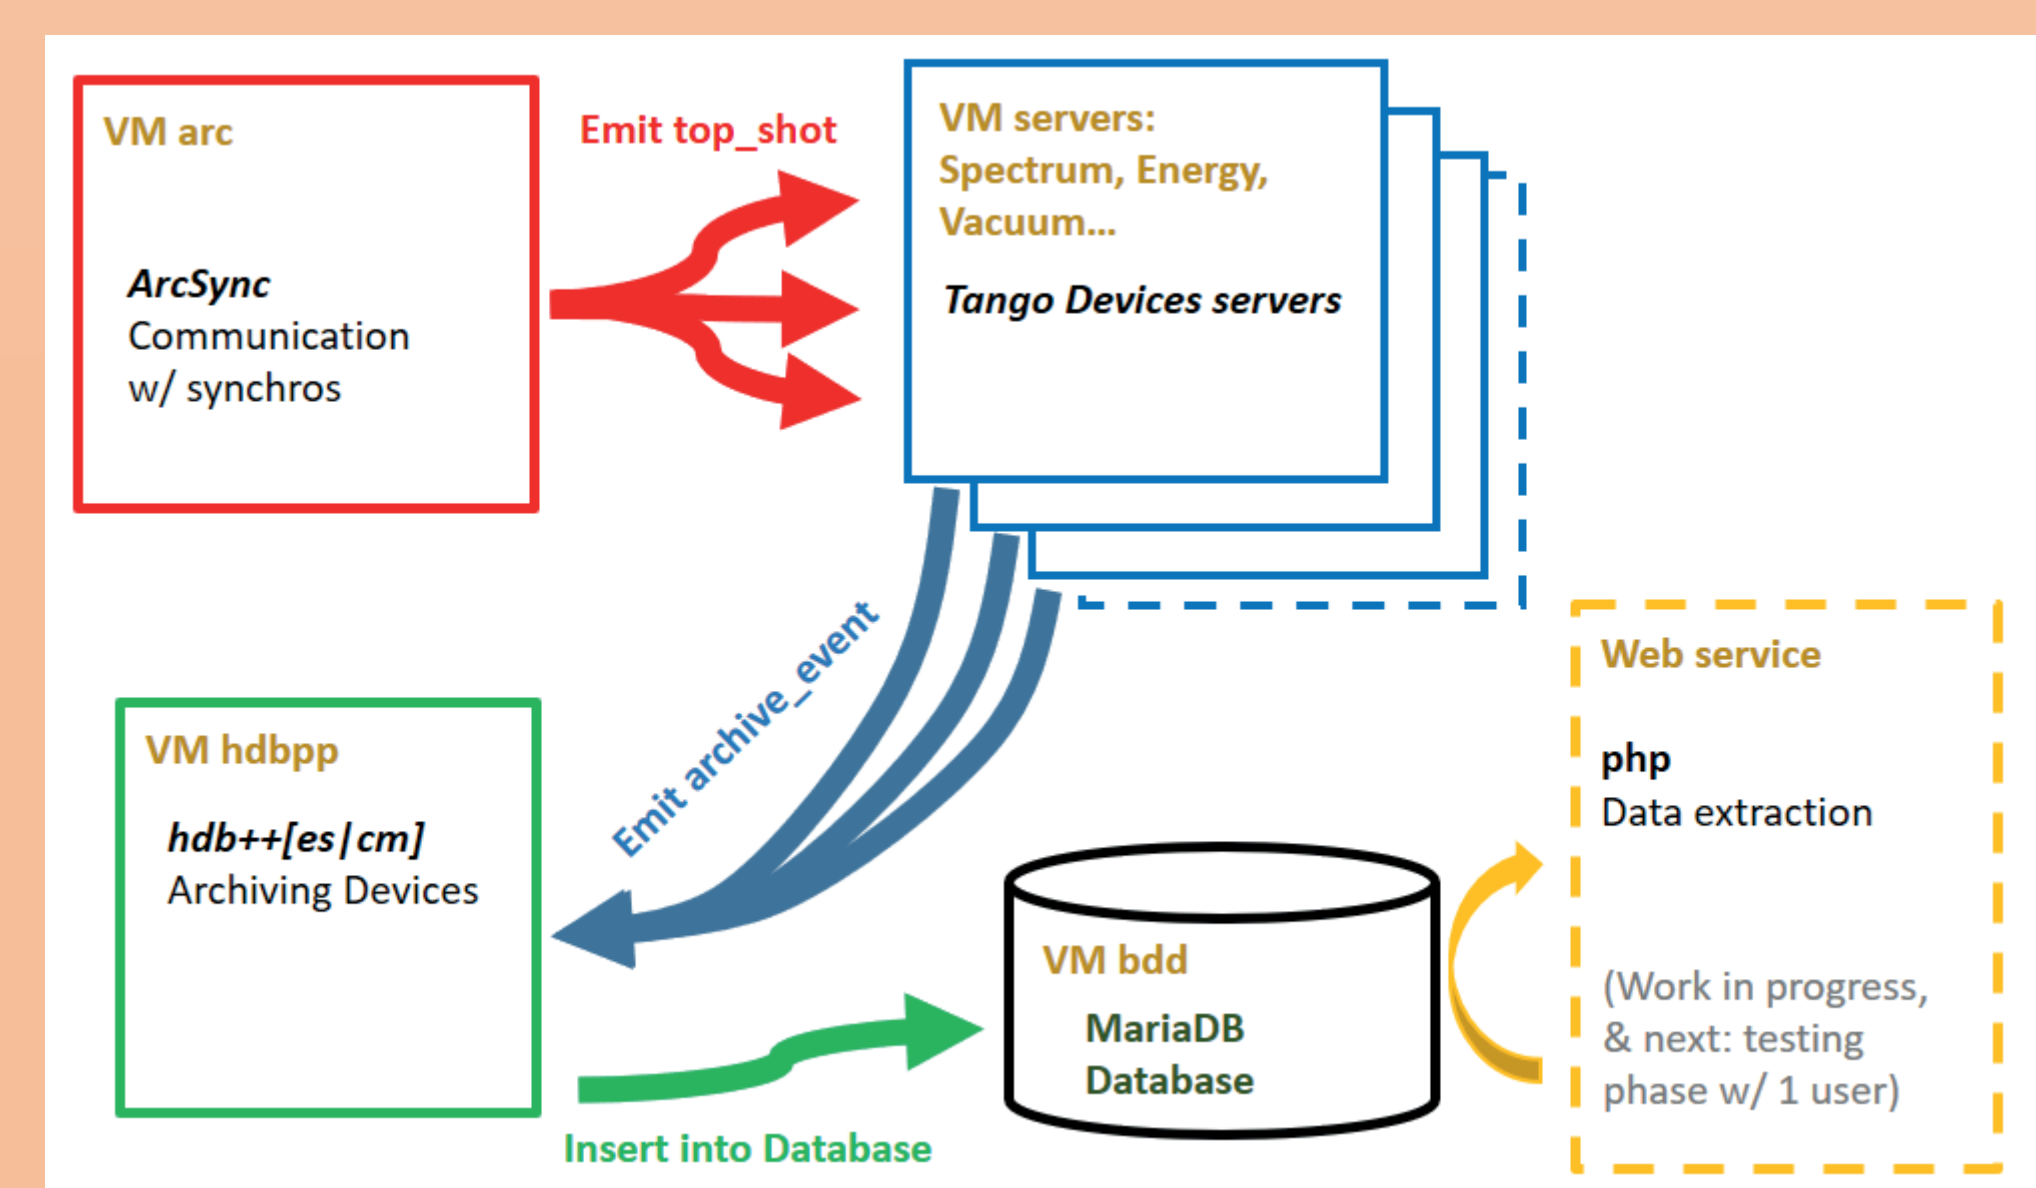 VM arc
ArcSync
Communication
w/ synchros
Emit top_shot
VM servers:
Spectrum, Energy,
Vacuum...
Tango Devices servers
Emit archive_event
VM hdbpp
hdb++[es|cm]
Archiving Devices
Insert into Database
VM bdd
MariaDB
Database
Web service
php
Data extraction
(Work in progress,
& next: testing
phase w/ 1 user)